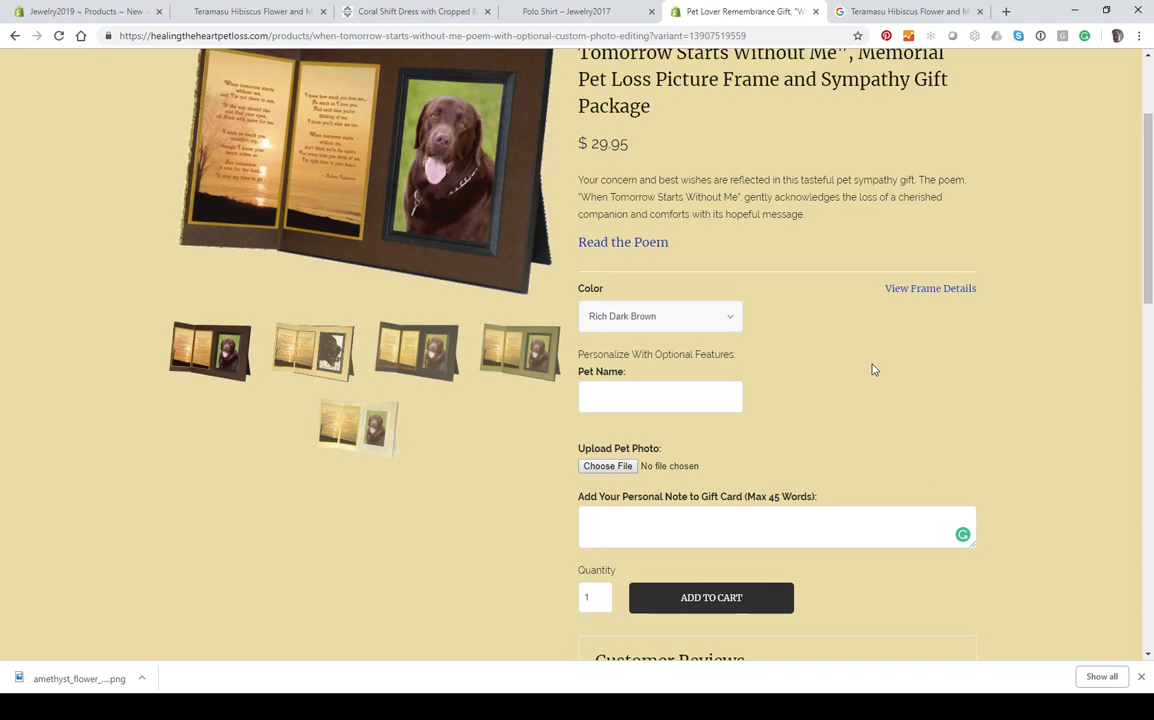 Jewelry2019 ~ Products ~ New ~
Teramasu Hibiscus Flower and M
Coral Shift Dress with Cropped B
Polo Shirt – Jewelry2017
Pet Lover Remembrance Gift, "W
Teramasu Hibiscus Flower and M
https://healingtheheartpetloss.com/products/when-tomorrow-starts-without-me-poem-with-optional-custom-photo-editing?variant=13907519559
Tomorrow Starts Without Me", Memorial
Pet Loss Picture Frame and Sympathy Gift
Package
$ 29.95
Your concern and best wishes are reflected in this tasteful pet sympathy gift. The poem,
"When Tomorrow Starts Without Me", gently acknowledges the loss of a cherished
companion and comforts with its hopeful message.
Read the Poem
Color
View Frame Details
Rich Dark Brown
Personalize With Optional Features:
Pet Name:
Upload Pet Photo:
Choose File No file chosen
Add Your Personal Note to Gift Card (Max 45 Words):
Quantity
1
ADD TO CART
Customer Reviews
amethyst_flower_....png
Show all